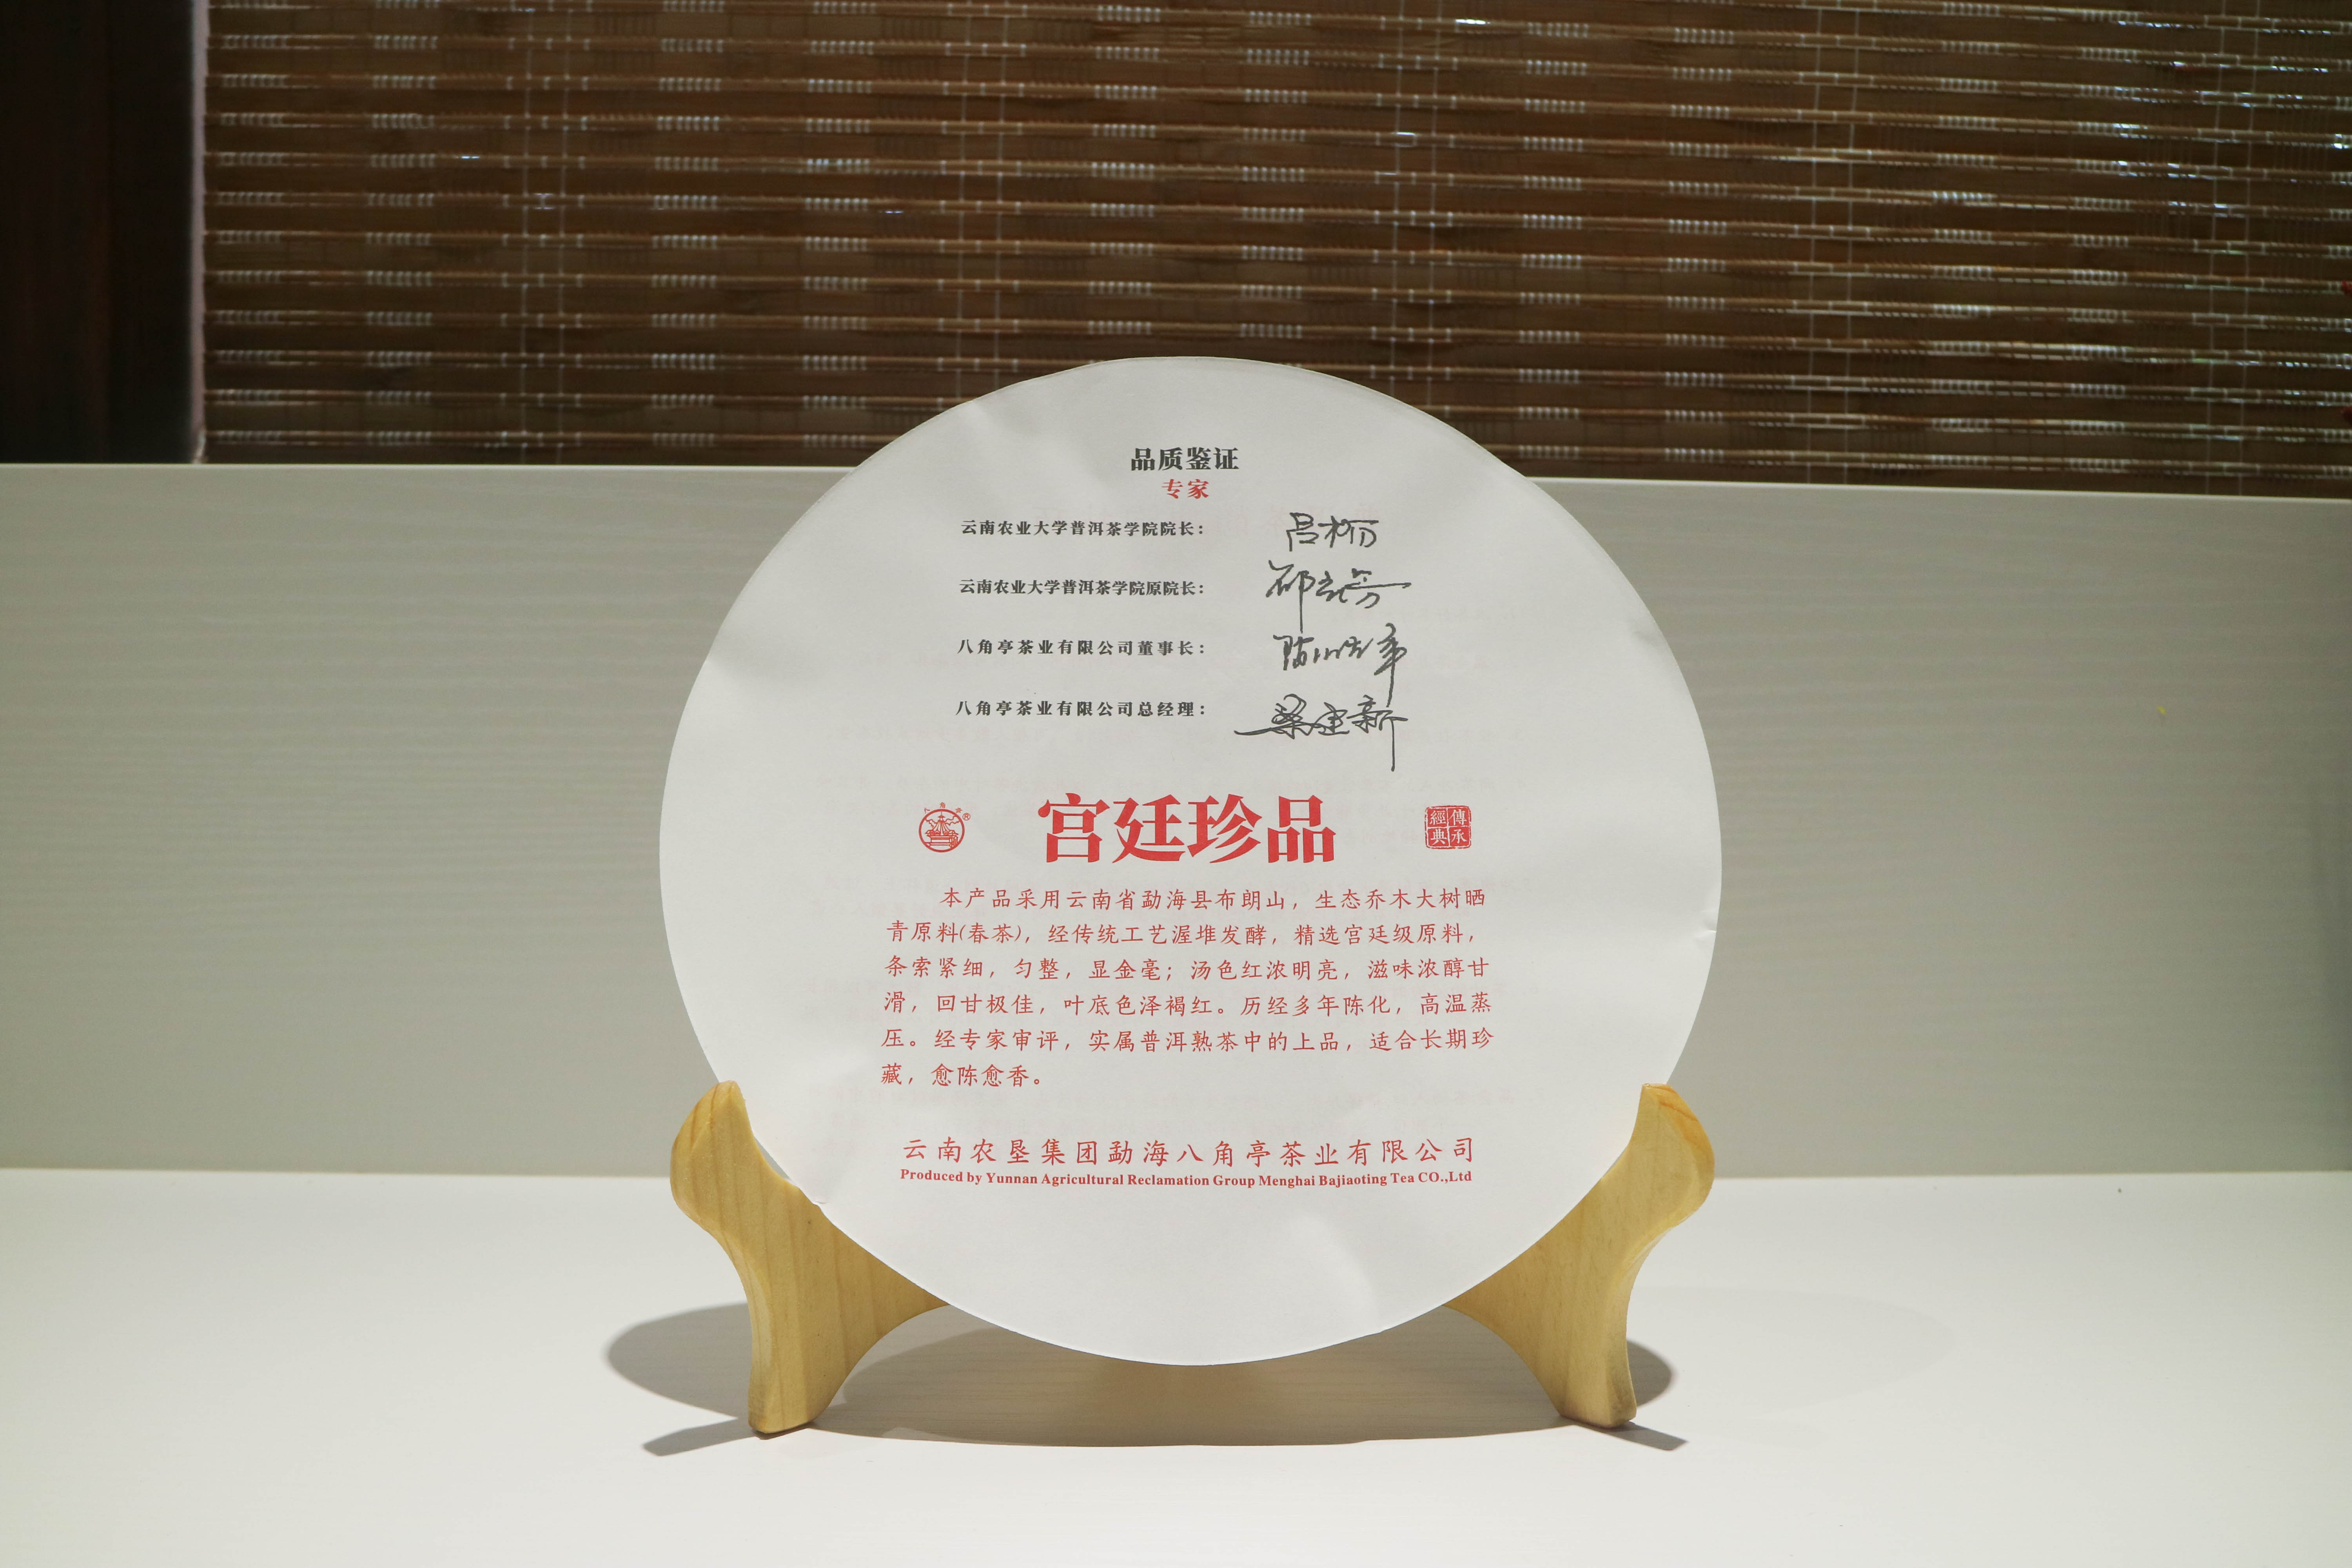 品质鉴证
专家
云南农业大学普洱茶学院院长：
云南农业大学普洱茶学院原院长：
八角亭茶业有限公司董事长：
八角亭茶业有限公司总经理： 梁建新
八角亭®
宫廷珍品
傳承經典
本产品采用云南省勐海县布朗山，生态乔木大树晒
青原料(春茶)，经传统工艺渥堆发酵，精选宫廷级原料，
条索紧细，匀整，显金毫；汤色红浓明亮，滋味浓醇甘
滑，回甘极佳，叶底色泽褐红。历经多年陈化，高温蒸
压。经专家审评，实属普洱熟茶中的上品，适合长期珍
藏，愈陈愈香。
云南农垦集团勐海八角亭茶业有限公司
Produced by Yunnan Agricultural Reclamation Group Menghai Bajiaoting Tea CO.,Ltd